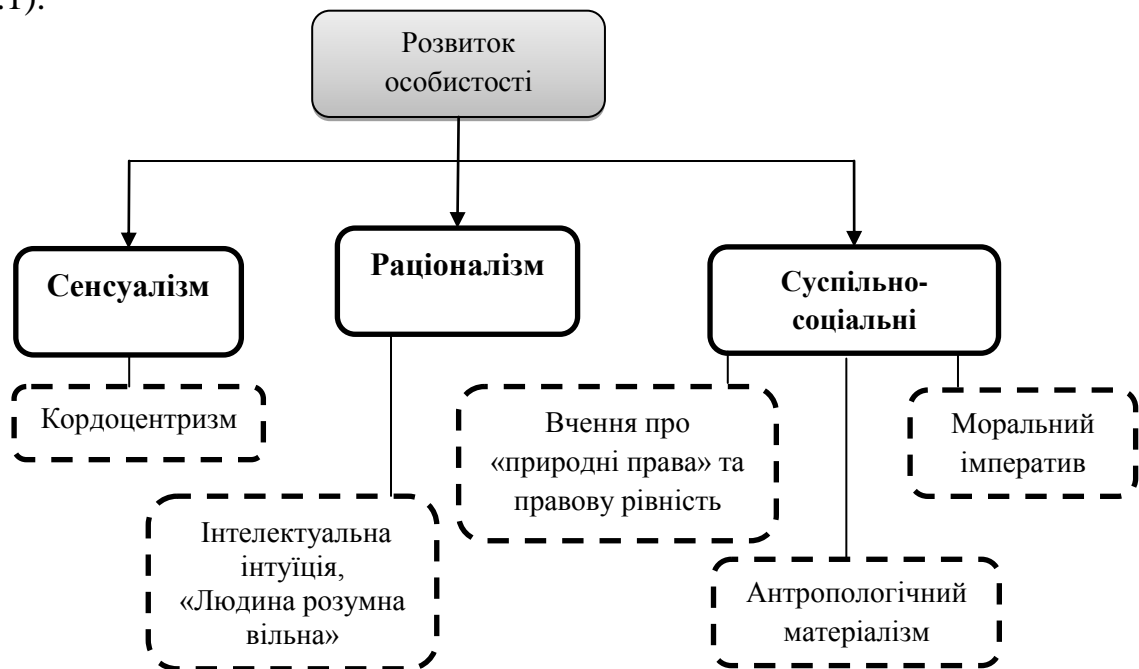 .1).
Розвиток
особистості
Сенсуалізм
Раціоналізм
Суспільно-
соціальні
Кордоцентризм
Інтелектуальна
інтуїція,
«Людина розумна
вільна»
Вчення про
«природні права» та
правову рівність
Моральний
імператив
Антропологічний
матеріалізм